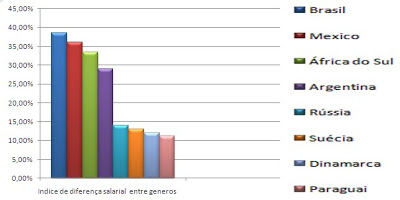 45,00%
40,00%
35,00%
30,00%
25,00%
20,00%
15,00%
10,00%
5,00%
0,00%
Indice de diferença salarial entre generos
Brasil
Mexico
África do Sul
Argentina
Rússia
Suécia
Dinamarca
Paraguai